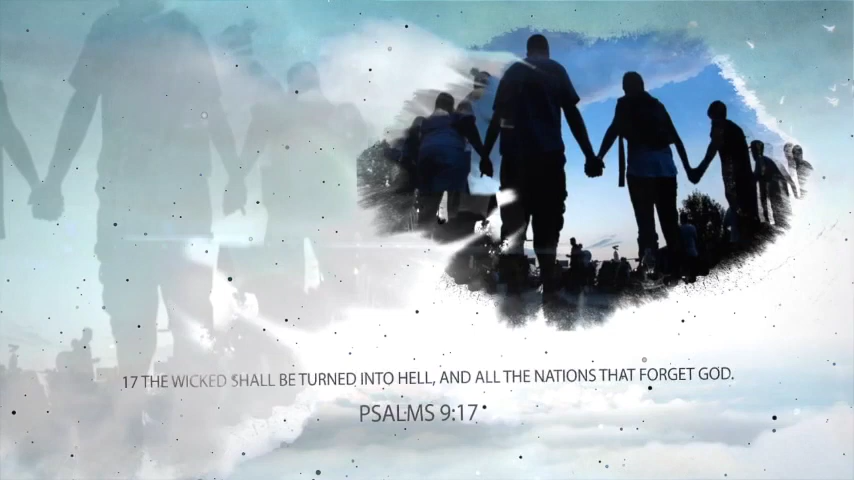 17 THE WICKED SHALL BE TURNED INTO HELL, AND ALL THE NATIONS THAT FORGET GOD.
PSALMS 9:17